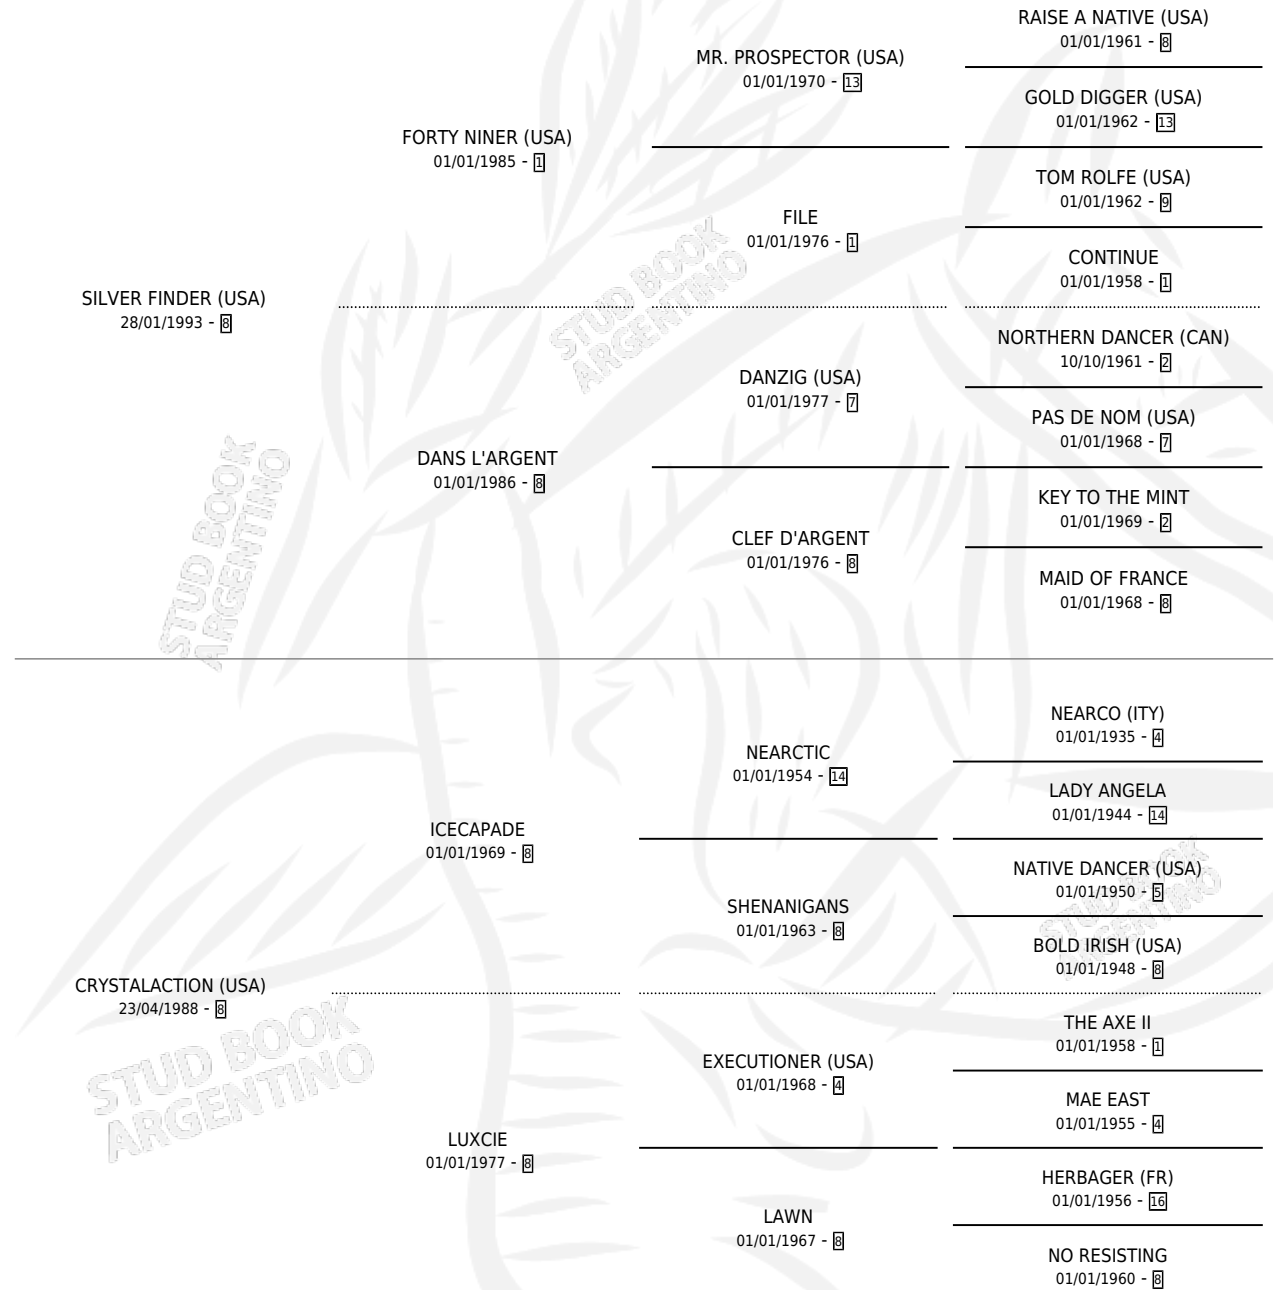 RAISE A NATIVE (USA)
01/01/1961 - 8
MR. PROSPECTOR (USA)
01/01/1970 - 13
GOLD DIGGER (USA)
01/01/1962 - 13
FORTY NINER (USA)
01/01/1985 - 1
TOM ROLFE (USA)
01/01/1962 - 9
FILE
01/01/1976 - 1
CONTINUE
01/01/1958 - 1
SILVER FINDER (USA)
28/01/1993 - 8
NORTHERN DANCER (CAN)
10/10/1961 - 2
DANZIG (USA)
01/01/1977 - 7
PAS DE NOM (USA)
01/01/1968 - 7
DANS L'ARGENT
01/01/1986 - 8
KEY TO THE MINT
01/01/1969 - 2
CLEF D'ARGENT
01/01/1976 - 8
MAID OF FRANCE
01/01/1968 - 8
STUD BOOK
ARGENTINO
STUD BOOK
ARGENTINO
NEARCO (ITY)
01/01/1935 - 4
NEARCTIC
01/01/1954 - 14
LADY ANGELA
01/01/1944 - 14
ICECAPADE
01/01/1969 - 8
NATIVE DANCER (USA)
01/01/1950 - 5
SHENANIGANS
01/01/1963 - 8
BOLD IRISH (USA)
01/01/1948 - 8
CRYSTALACTION (USA)
23/04/1988 - 8
THE AXE II
01/01/1958 - 1
EXECUTIONER (USA)
01/01/1968 - 4
MAE EAST
01/01/1955 - 4
LUXCIE
01/01/1977 - 8
HERBAGER (FR)
01/01/1956 - 16
LAWN
01/01/1967 - 8
NO RESISTING
01/01/1960 - 8
STUD BOOK
ARGENTINO
STUD BOOK
ARGENTINO